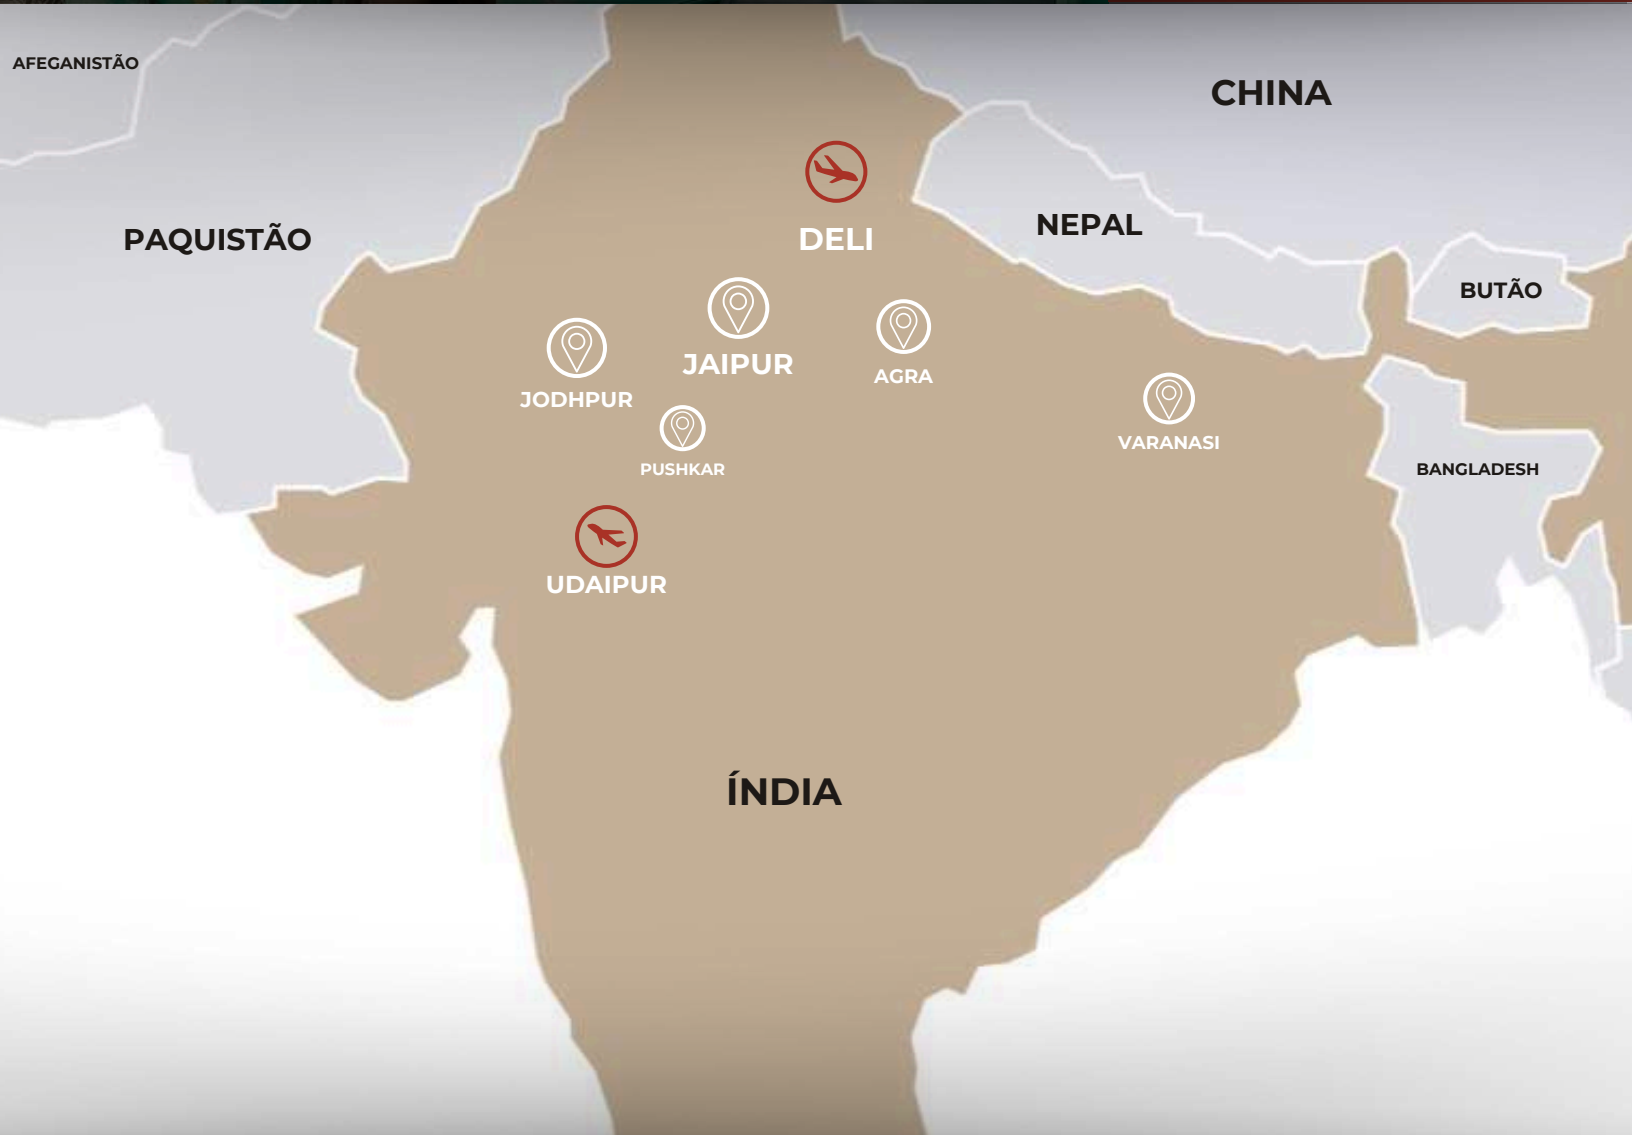 AFEGANISTÃO
CHINA
PAQUISTÃO
NEPAL
DELI
BUTÃO
JAIPUR
AGRA
JODHPUR
VARANASI
PUSHKAR
BANGLADESH
UDAIPUR
ÍNDIA